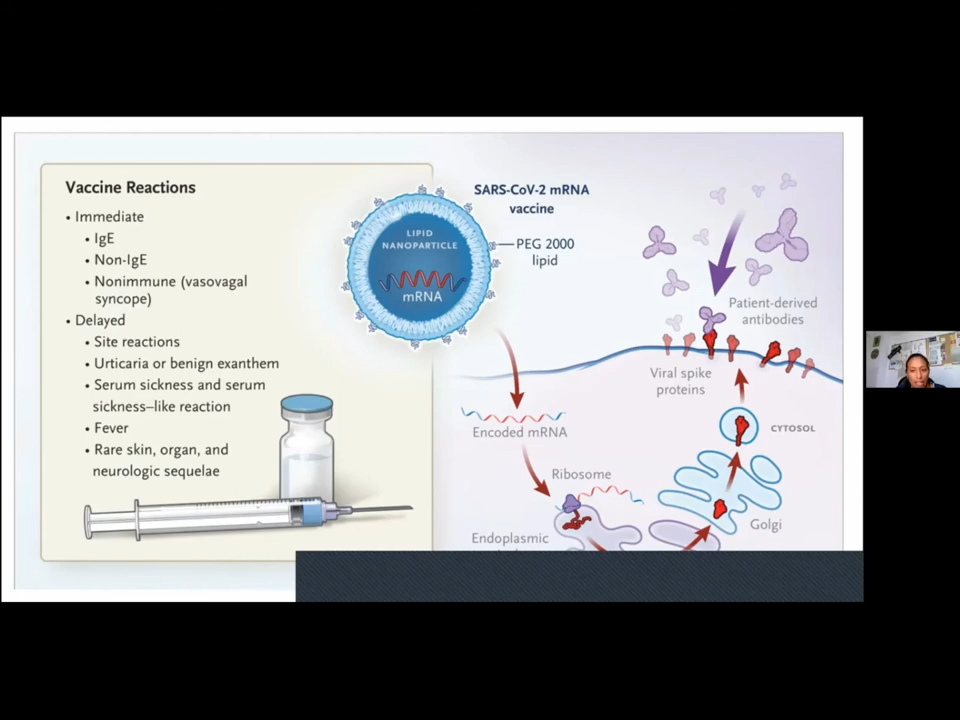 Vaccine Reactions
• Immediate
• IgE
• Non-IgE
• Nonimmune (vasovagal
syncope)
• Delayed
• Site reactions
• Urticaria or benign exanthem
• Serum sickness and serum
sickness–like reaction
• Fever
• Rare skin, organ, and
neurologic sequelae
LIPID
NANOPARTICLE
mRNA
SARS-CoV-2 mRNA
vaccine
PEG 2000
lipid
Patient-derived
antibodies
Viral spike
proteins
Encoded mRNA
CYTOSOL
Ribosome
Golgi
Endoplasmic